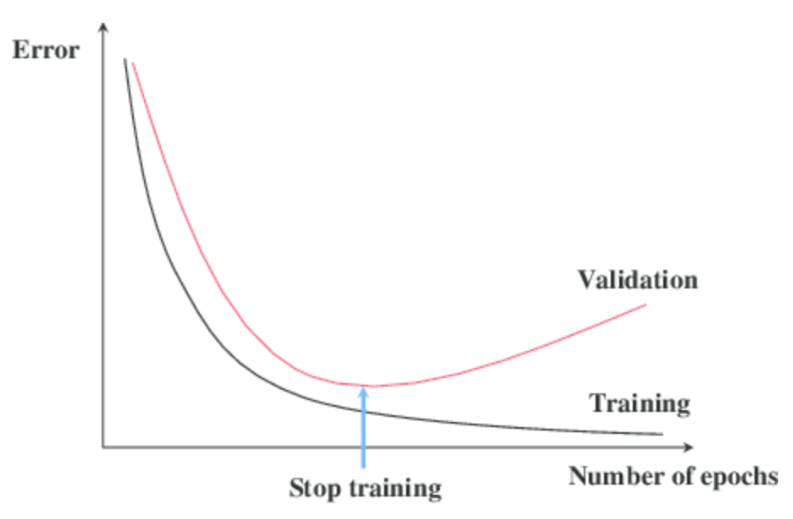 Error
Validation
Training
Number of epochs
Stop training